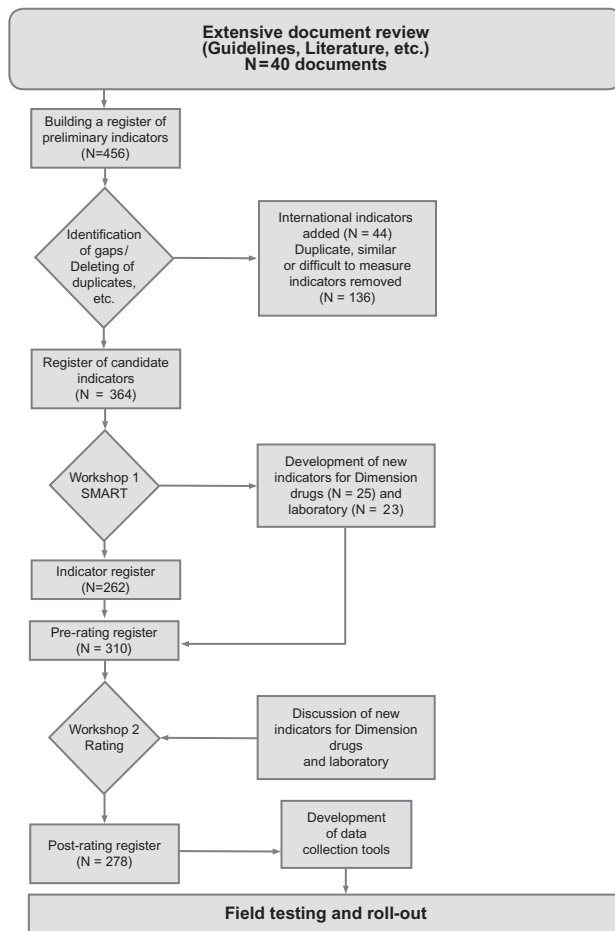 Extensive document review
(Guidelines, Literature, etc.)
N=40 documents
Building a register of
preliminary indicators
(N=456)
Identification
of gaps/
Deleting of
duplicates,
etc.
International indicators
added (N = 44)
Duplicate, similar
or difficult to measure
indicators removed
(N = 136)
Register of candidate
indicators
(N = 364)
Workshop 1
SMART
Development of new
indicators for Dimension
drugs (N = 25) and
laboratory (N = 23)
Indicator register
(N=262)
Pre-rating register
(N = 310)
Workshop 2
Rating
Discussion of new
indicators for Dimension
drugs
and laboratory
Post-rating register
(N = 278)
Development
of data
collection tools
Field testing and roll-out